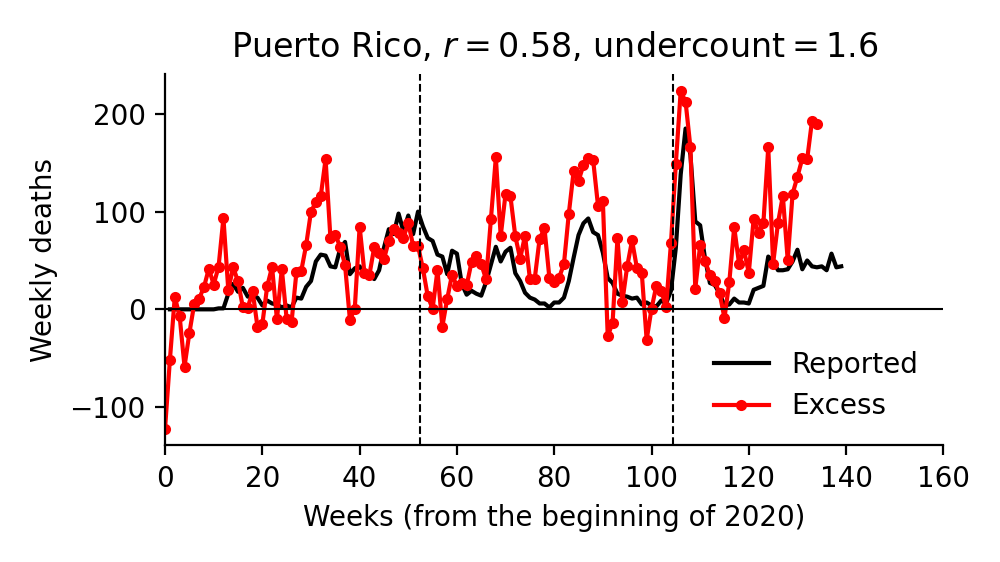 Puerto Rico, r = 0.58, undercount = 1.6
Weekly deaths
200
100
0
−100
Reported
Excess
0 20 40 60 80 100 120 140 160
Weeks (from the beginning of 2020)